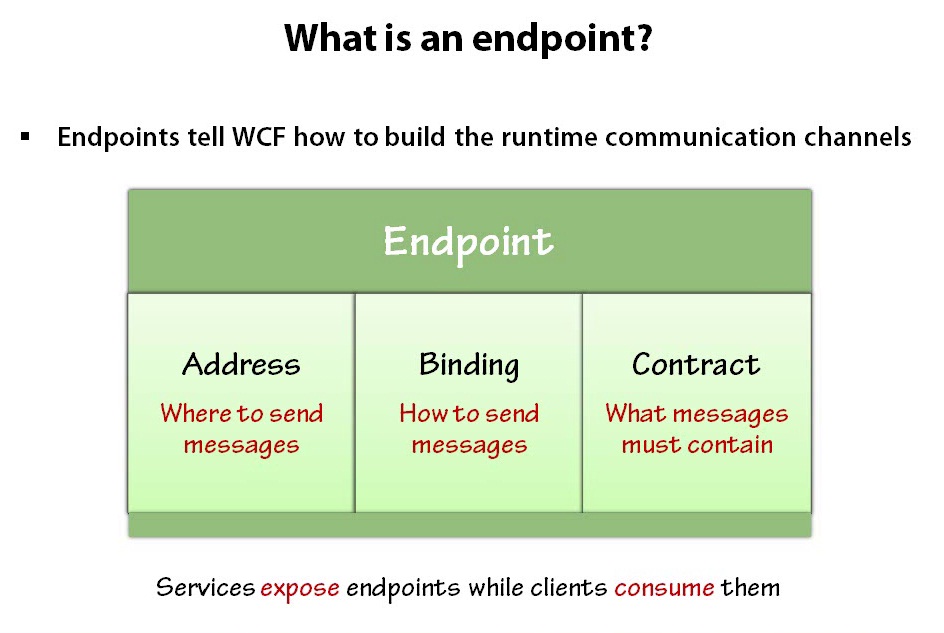 What is an endpoint?
▪ Endpoints tell WCF how to build the runtime communication channels
Endpoint
Address
Where to send
messages
Binding
How to send
messages
Contract
What messages
must contain
Services expose endpoints while clients consume them